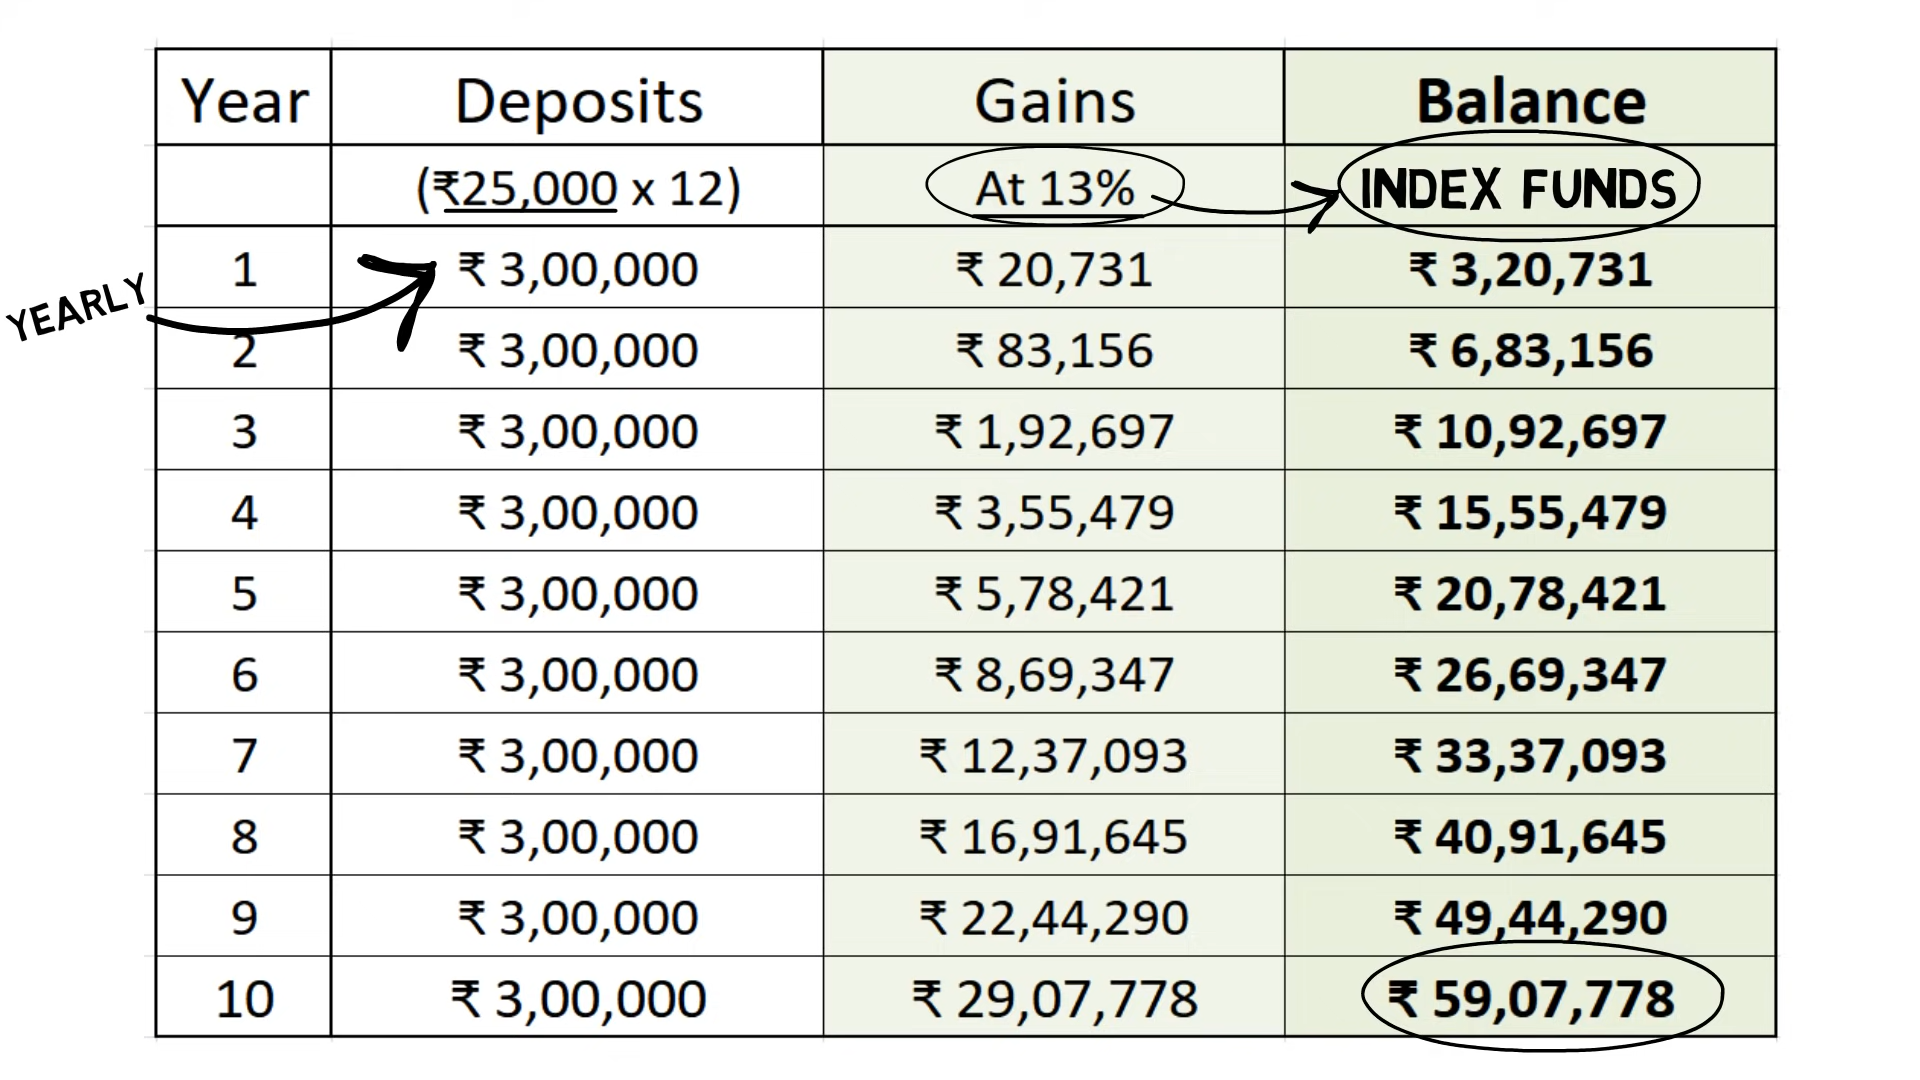 Year Deposits Gains Balance
(₹25,000 x 12) At 13% INDEX FUNDS
1 ₹ 3,00,000 ₹ 20,731 ₹ 3,20,731
YEARLY
2 ₹ 3,00,000 ₹ 83,156 ₹ 6,83,156
3 ₹ 3,00,000 ₹ 1,92,697 ₹ 10,92,697
4 ₹ 3,00,000 ₹ 3,55,479 ₹ 15,55,479
5 ₹ 3,00,000 ₹ 5,78,421 ₹ 20,78,421
6 ₹ 3,00,000 ₹ 8,69,347 ₹ 26,69,347
7 ₹ 3,00,000 ₹ 12,37,093 ₹ 33,37,093
8 ₹ 3,00,000 ₹ 16,91,645 ₹ 40,91,645
9 ₹ 3,00,000 ₹ 22,44,290 ₹ 49,44,290
10 ₹ 3,00,000 ₹ 29,07,778 ₹ 59,07,778